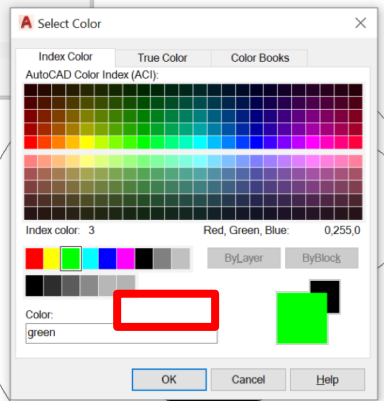 Select Color
Index Color True Color Color Books
AutoCAD Color Index (ACI):
Index color: 3 Red, Green, Blue: 0,255,0
ByLayer ByBlock
Color:
green
OK Cancel Help